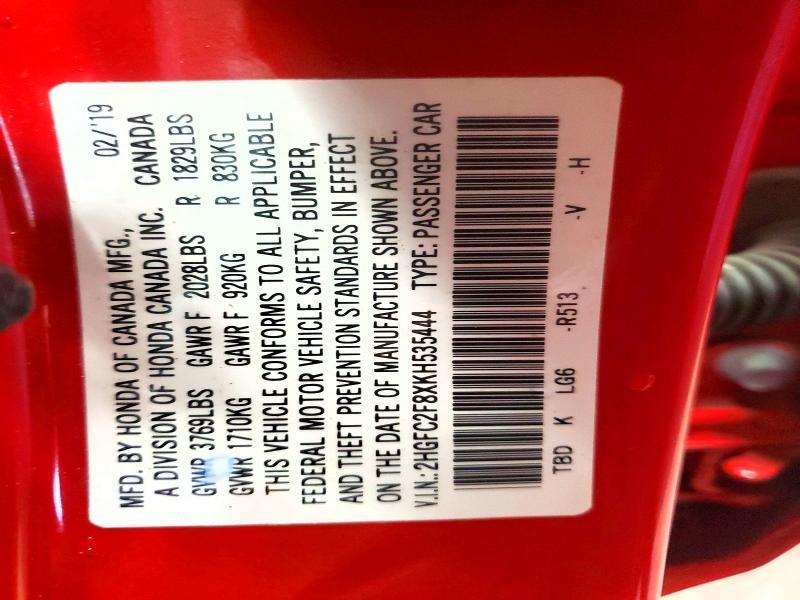 MFD. BY HONDA OF CANADA MFG., 02/'19
A DIVISION OF HONDA CANADA INC. CANADA
GVWR 3769LBS GAWR F 2028LBS R 1829LBS
GVWR 1710KG GAWR F 920KG R 830KG
THIS VEHICLE CONFORMS TO ALL APPLICABLE
FEDERAL MOTOR VEHICLE SAFETY, BUMPER,
AND THEFT PREVENTION STANDARDS IN EFFECT
ON THE DATE OF MANUFACTURE SHOWN ABOVE.
V.I.N.: 2HGFC2F8XKH535444 TYPE: PASSENGER CAR
TBD K LG6 -R513 -V -H